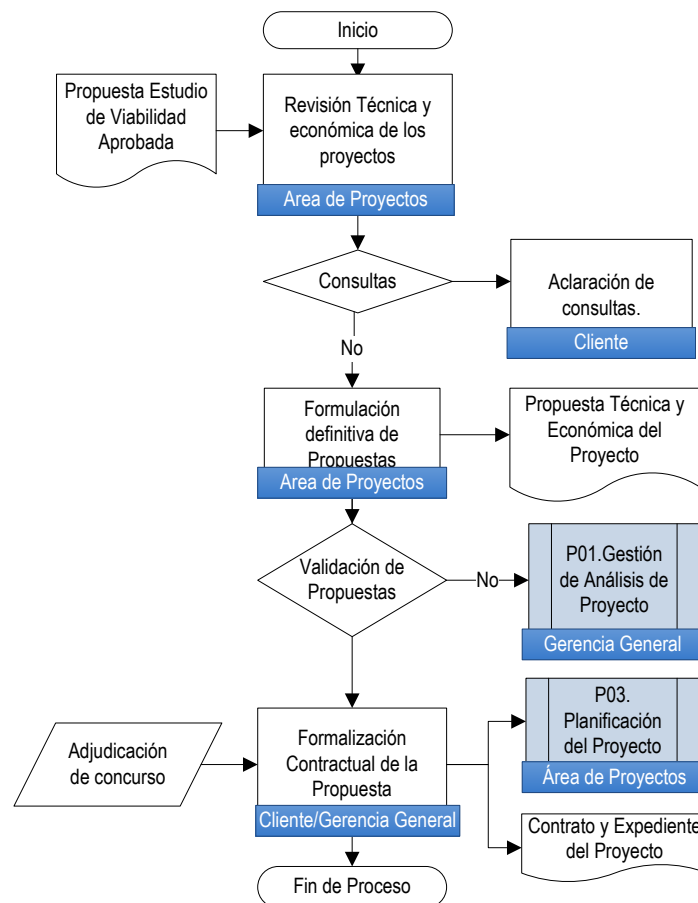 Inicio
Propuesta Estudio
de Viabilidad
Aprobada
Revisión Técnica y
económica de los
proyectos
Area de Proyectos
Consultas
Aclaración de
consultas.
Cliente
No
Formulación
definitiva de
Propuestas
Area de Proyectos
Propuesta Técnica y
Económica del
Proyecto
Validación de
Propuestas
No
P01.Gestión
de Análisis de
Proyecto
Gerencia General
Adjudicación
de concurso
Formalización
Contractual de la
Propuesta
Cliente/Gerencia General
P03.
Planificación
del Proyecto
Área de Proyectos
Contrato y Expediente
del Proyecto
Fin de Proceso